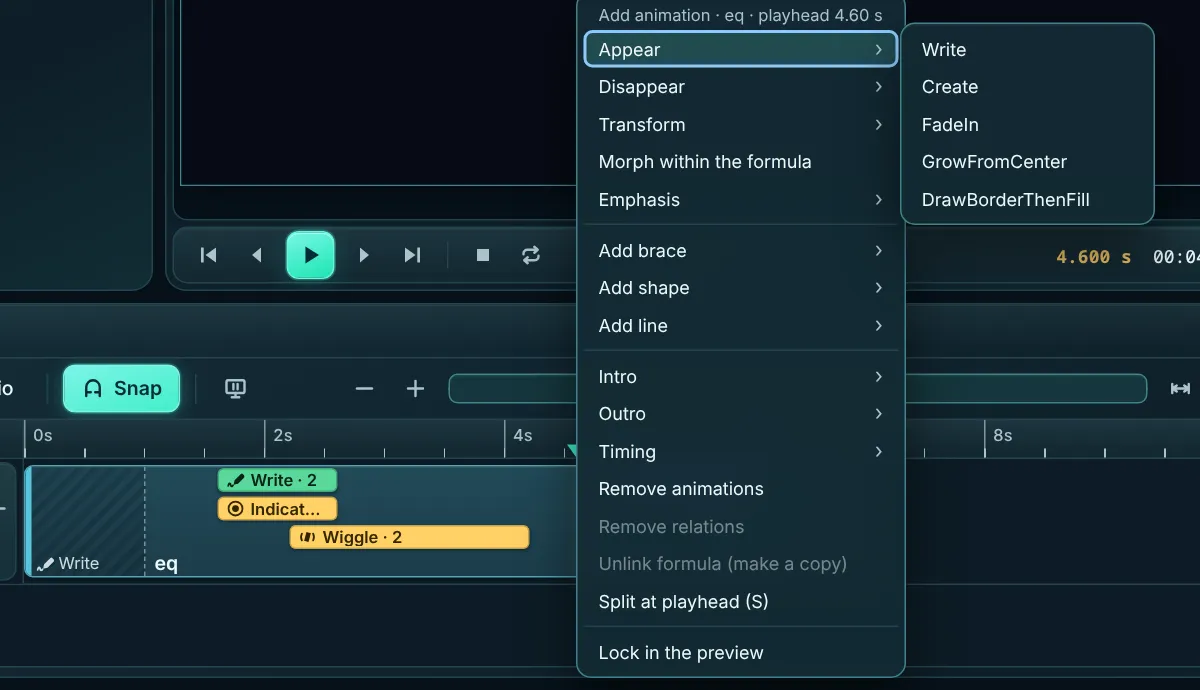 Add animation · eq · playhead 4.60 s
Appear
Disappear
Transform
Morph within the formula
Emphasis
Add brace
Add shape
Add line
Intro
Outro
Timing
Remove animations
Remove relations
Unlink formula (make a copy)
Split at playhead (S)
Lock in the preview
Write
Create
FadeIn
GrowFromCenter
DrawBorderThenFill
4.600 s
Snap
0s
2s
4s
8s
Write · 2
Indicat...
Wiggle · 2
Write
eq